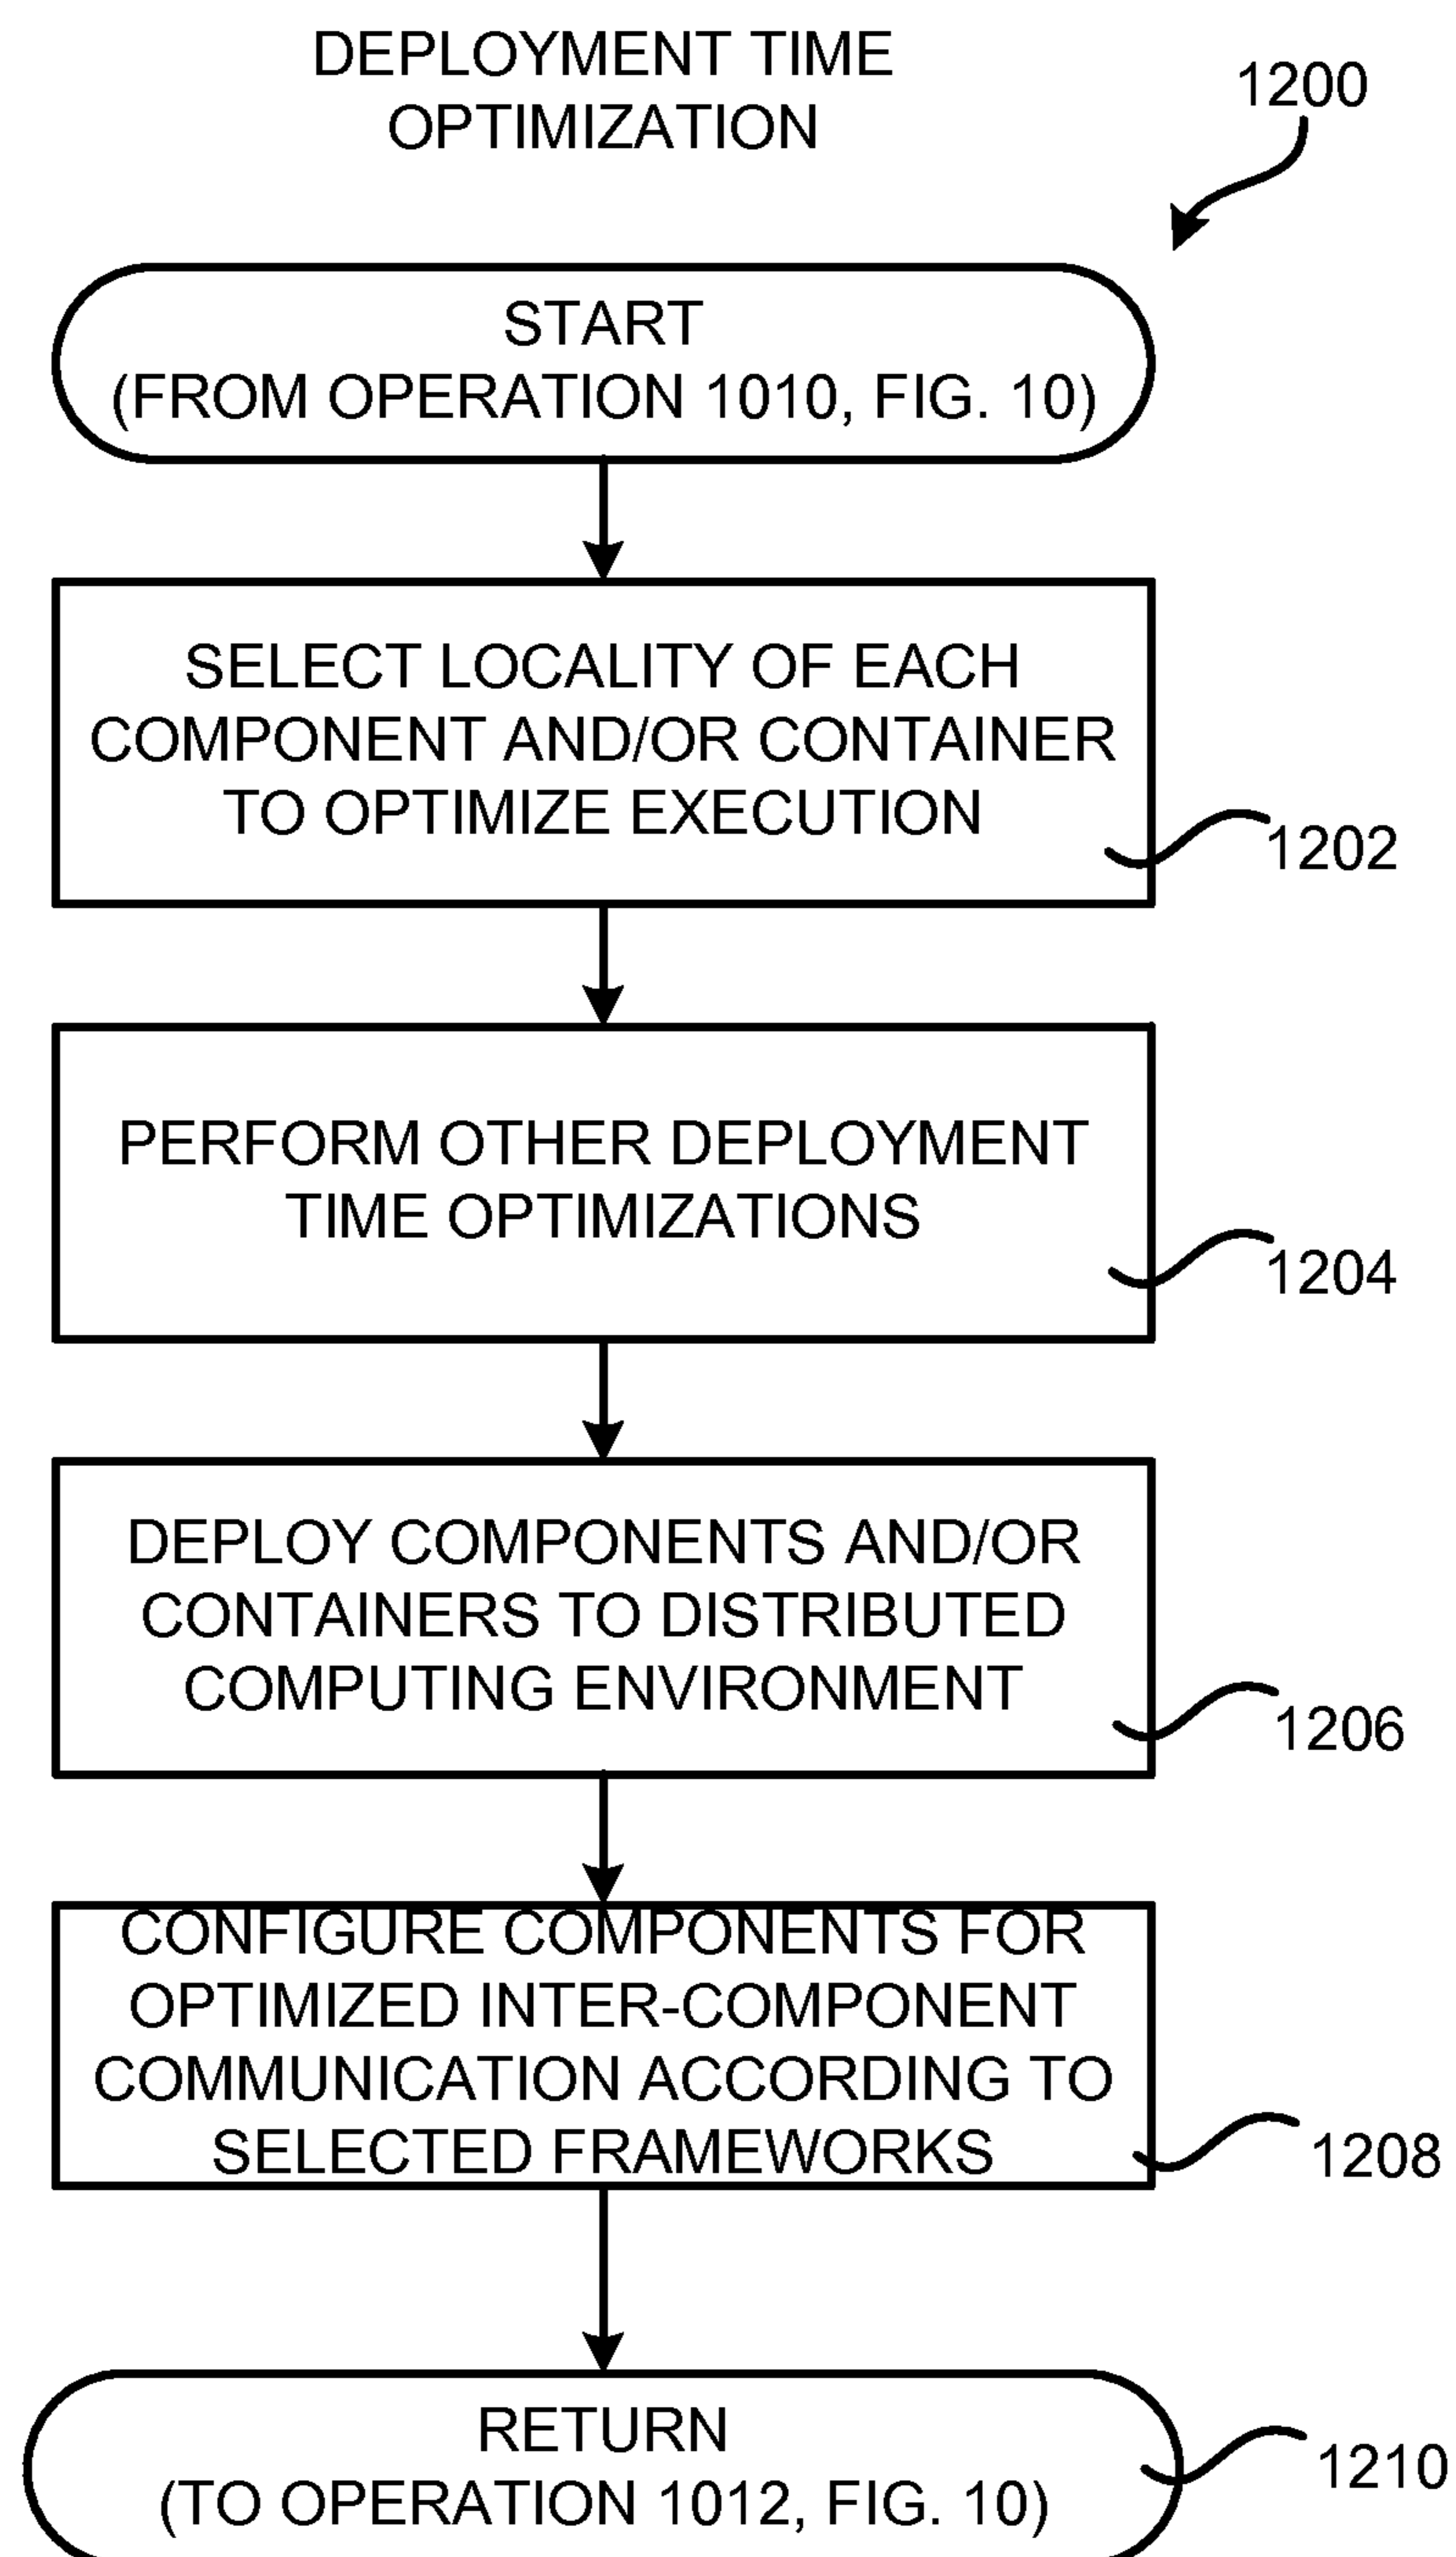 DEPLOYMENT TIME
OPTIMIZATION
1200
START
(FROM OPERATION 1010, FIG. 10)
SELECT LOCALITY OF EACH
COMPONENT AND/OR CONTAINER
TO OPTIMIZE EXECUTION
1202
PERFORM OTHER DEPLOYMENT
TIME OPTIMIZATIONS
1204
DEPLOY COMPONENTS AND/OR
CONTAINERS TO DISTRIBUTED
COMPUTING ENVIRONMENT
1206
CONFIGURE COMPONENTS FOR
OPTIMIZED INTER-COMPONENT
COMMUNICATION ACCORDING TO
SELECTED FRAMEWORKS
1208
RETURN
(TO OPERATION 1012, FIG. 10)
1210